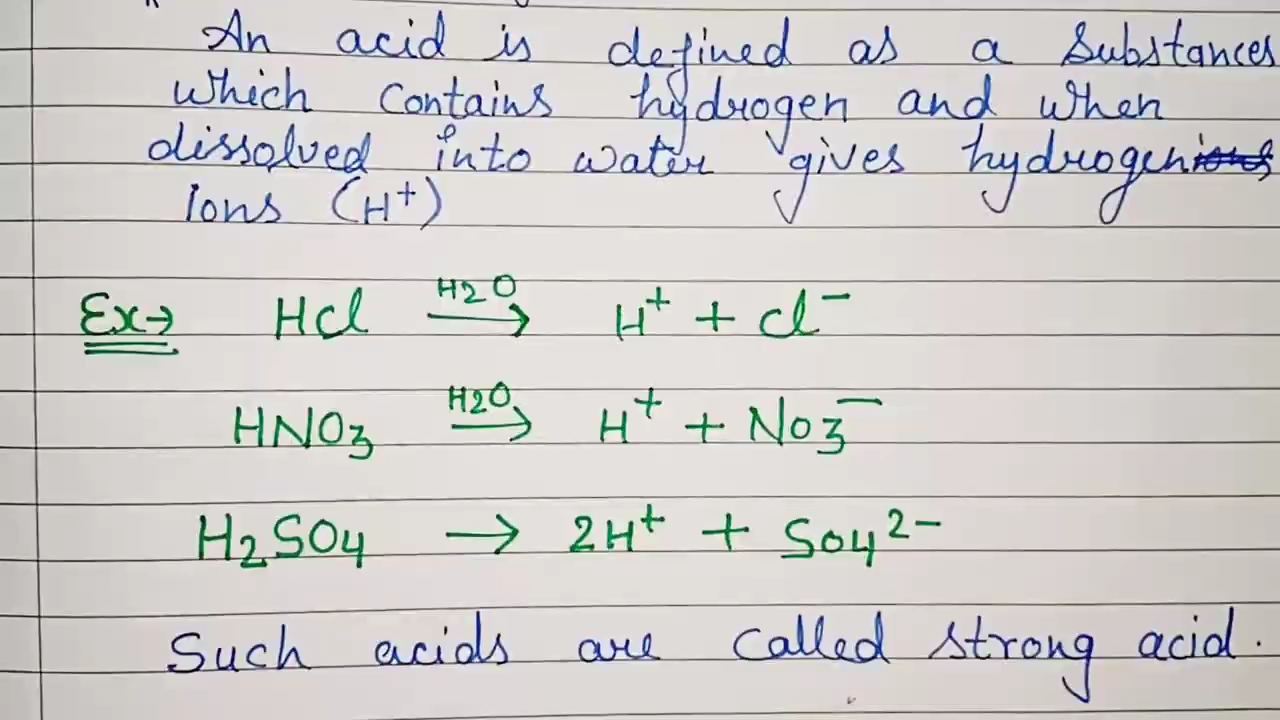 An acid is defined as a Substances
which contains hydrogen and when
dissolved into water gives hydrogenions
Ions (H⁺)
Ex→ HCl H2O → H⁺ + Cl⁻
HNO3 H2O → H⁺ + NO3⁻
H2SO4 → 2H⁺ + SO4²⁻
Such acids are called strong acid.